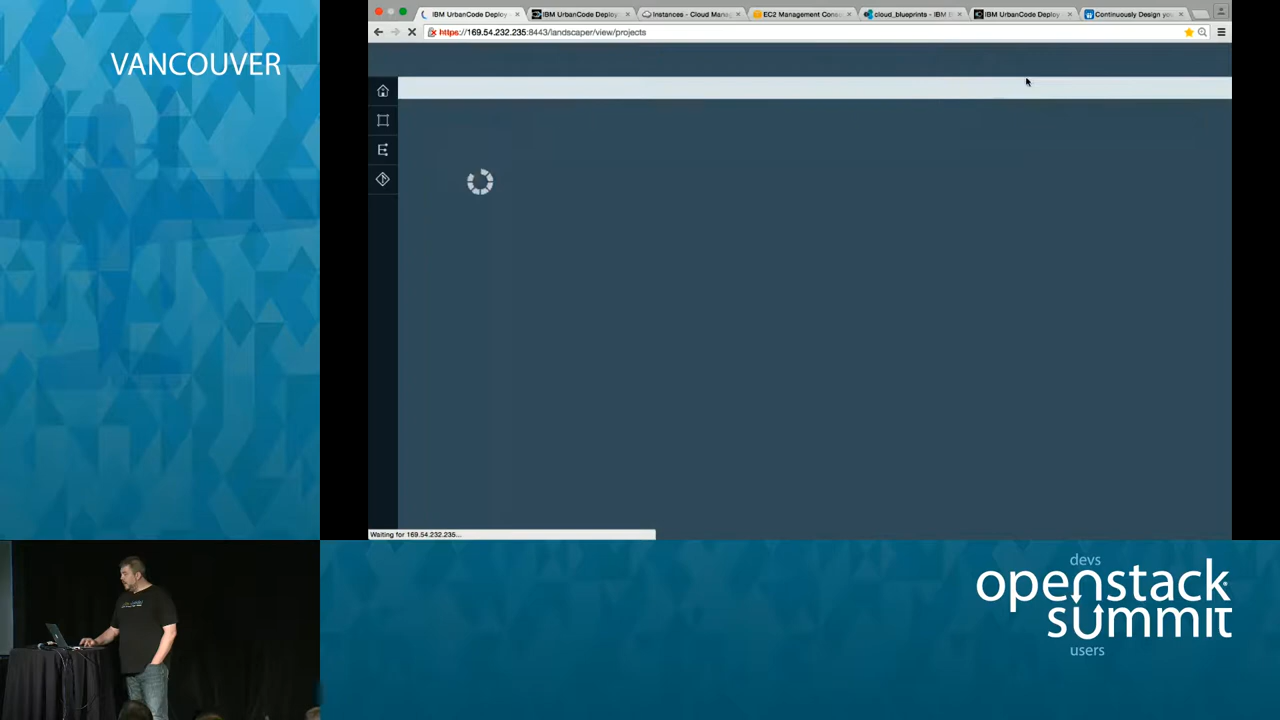 VANCOUVER
IBM UrbanCode Deploy
IBM UrbanCode Deploy
Instances - Cloud Mana
EC2 Management Cons
cloud_blueprints - IBM B
IBM UrbanCode Deploy
Continuously Design you
https://169.54.232.235:8443/landscaper/view/projects
Waiting for 169.54.232.235...
devs
openstack
summit
users